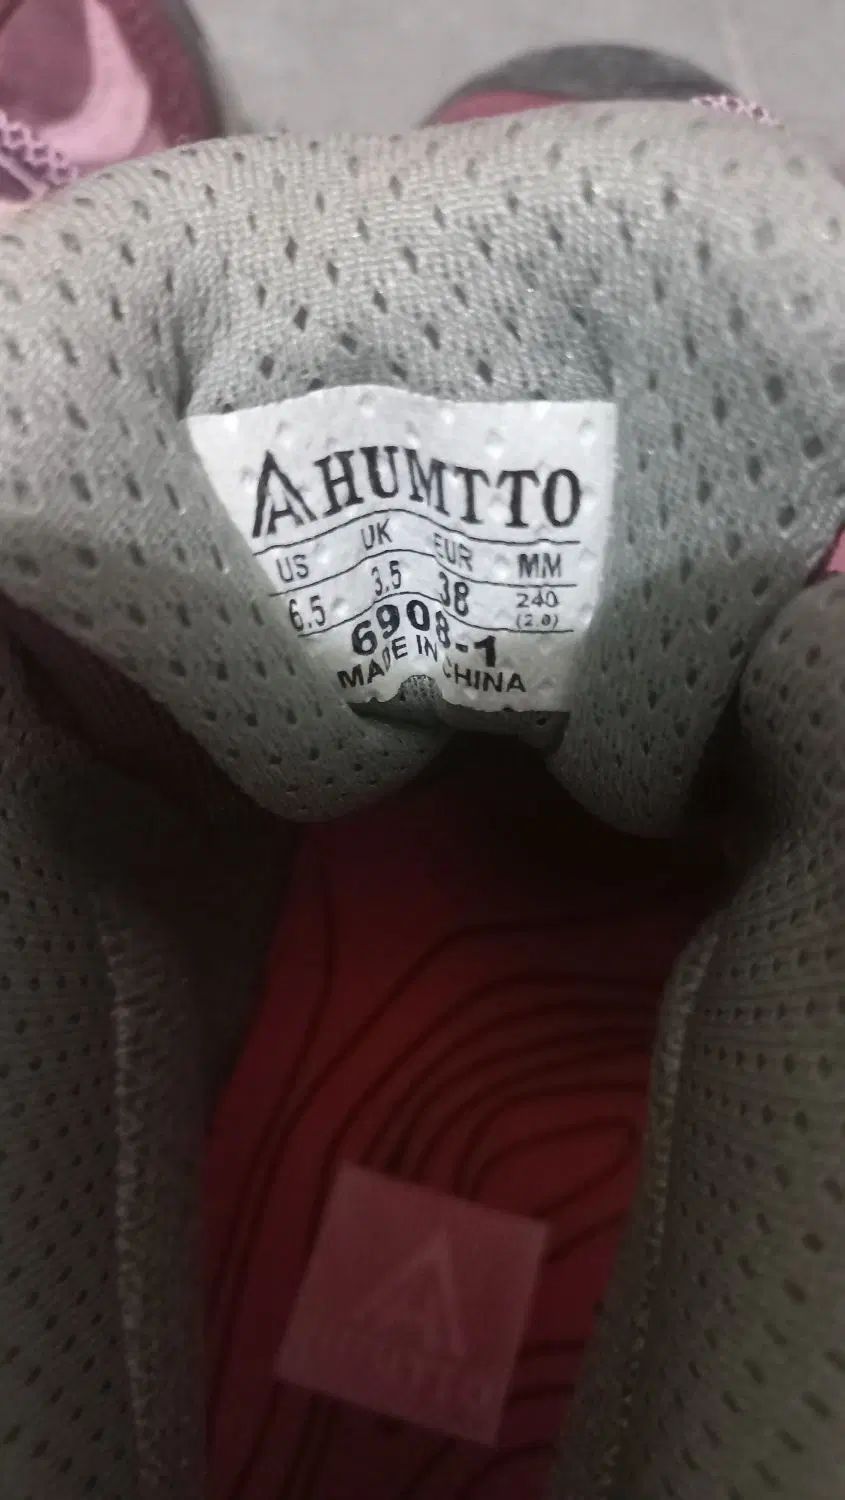 HUMTTO
US UK EUR MM
6.5 3.5 38 240
(2.0)
6908-1
MADE IN CHINA